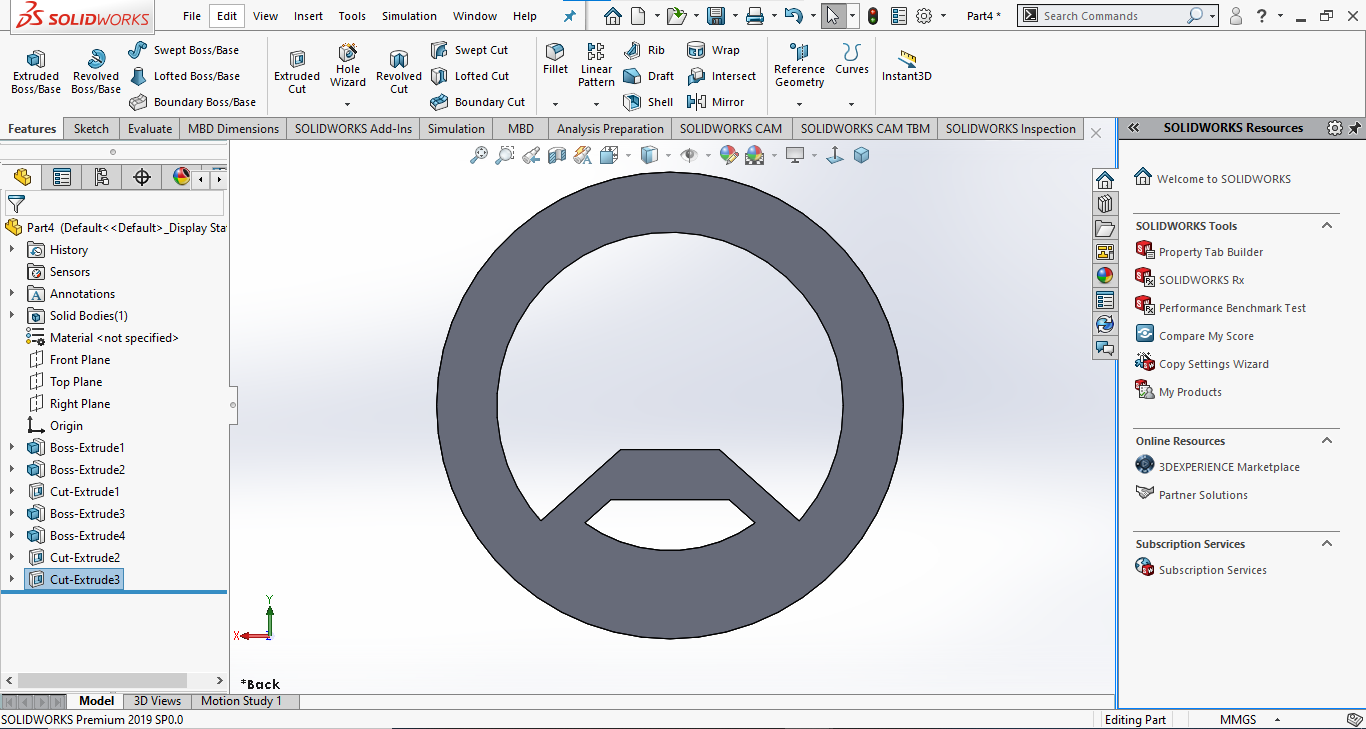 SOLIDWORKS File Edit View Insert Tools Simulation Window Help Part4 * Search Commands ?
Extruded Boss/Base Revolved Boss/Base Swept Boss/Base Lofted Boss/Base Boundary Boss/Base
Extruded Cut Hole Wizard Revolved Cut Swept Cut Lofted Cut Boundary Cut
Fillet Linear Pattern Rib Draft Shell Wrap Intersect Mirror
Reference Geometry Curves Instant3D
Features Sketch Evaluate MBD Dimensions SOLIDWORKS Add-Ins Simulation MBD Analysis Preparation SOLIDWORKS CAM SOLIDWORKS CAM TBM SOLIDWORKS Inspection
Part4 (Default<<Default>_Display Sta
History
Sensors
Annotations
Solid Bodies(1)
Material <not specified>
Front Plane
Top Plane
Right Plane
Origin
Boss-Extrude1
Boss-Extrude2
Cut-Extrude1
Boss-Extrude3
Boss-Extrude4
Cut-Extrude2
Cut-Extrude3
Y
X
*Back
SOLIDWORKS Resources
Welcome to SOLIDWORKS
SOLIDWORKS Tools
Property Tab Builder
SOLIDWORKS Rx
Performance Benchmark Test
Compare My Score
Copy Settings Wizard
My Products
Online Resources
3DEXPERIENCE Marketplace
Partner Solutions
Subscription Services
Subscription Services
Model 3D Views Motion Study 1
SOLIDWORKS Premium 2019 SP0.0 Editing Part MMGS